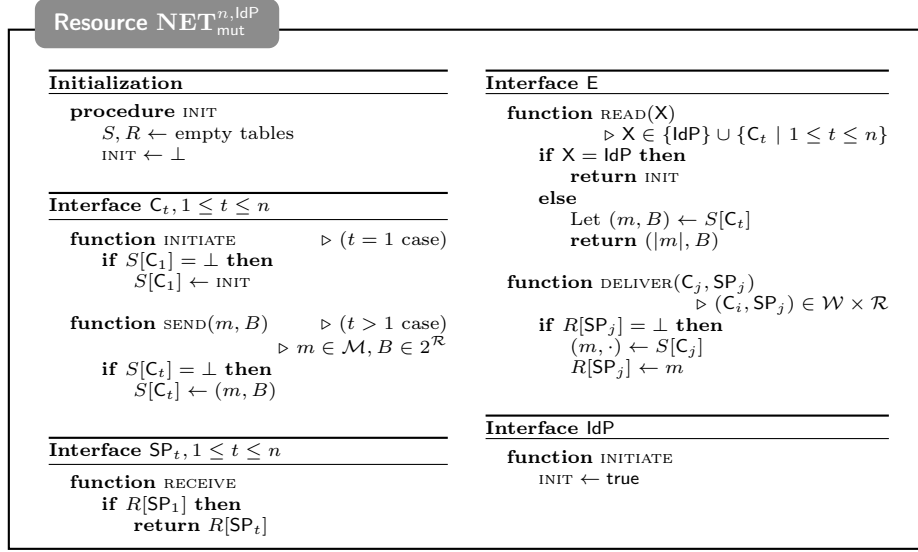 Resource NET^{n,IdP}_{mut}
Initialization
procedure INIT
S, R ← empty tables
INIT ← ⊥
Interface C_t, 1 ≤ t ≤ n
function INITIATE ▷ (t = 1 case)
if S[C_1] = ⊥ then
S[C_1] ← INIT
function SEND(m, B) ▷ (t > 1 case)
▷ m ∈ ℳ, B ∈ 2^ℛ
if S[C_t] = ⊥ then
S[C_t] ← (m, B)
Interface SP_t, 1 ≤ t ≤ n
function RECEIVE
if R[SP_1] then
return R[SP_t]
Interface E
function READ(X)
▷ X ∈ {IdP} ∪ {C_t | 1 ≤ t ≤ n}
if X = IdP then
return INIT
else
Let (m, B) ← S[C_t]
return (|m|, B)
function DELIVER(C_j, SP_j)
▷ (C_i, SP_j) ∈ 𝒲 × ℛ
if R[SP_j] = ⊥ then
(m, ·) ← S[C_j]
R[SP_j] ← m
Interface IdP
function INITIATE
INIT ← true